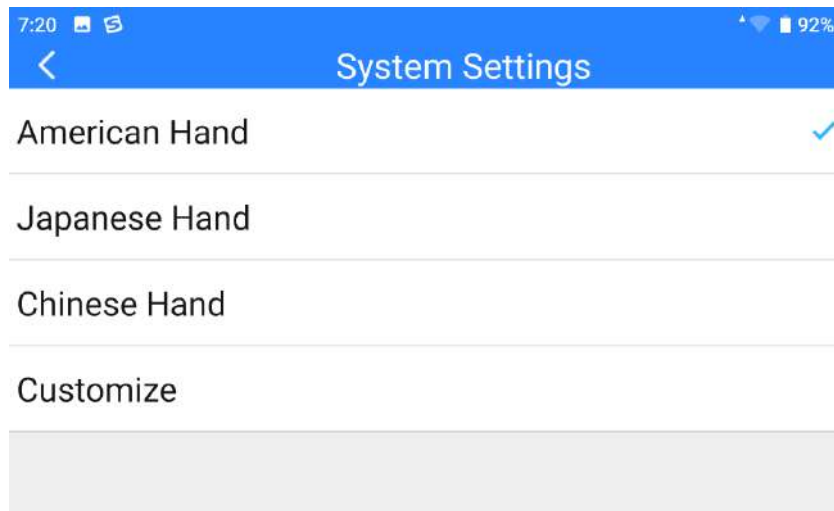 7:20 92%
System Settings
American Hand
Japanese Hand
Chinese Hand
Customize